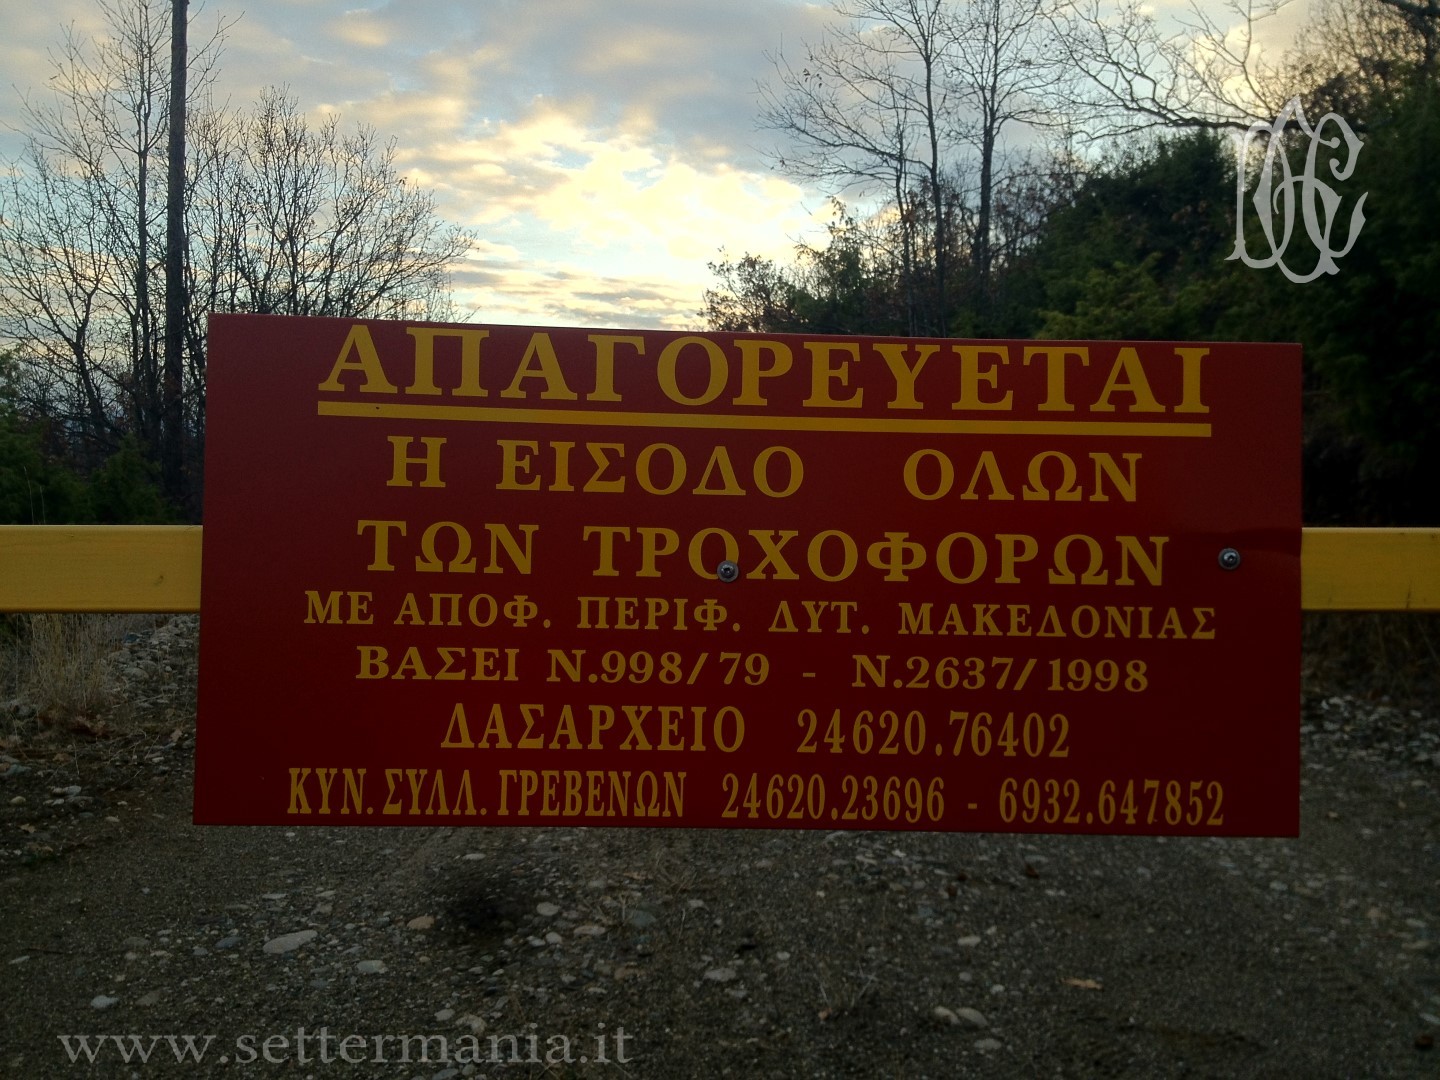 ΑΠΑΓΟΡΕΥΕΤΑΙ
Η ΕΙΣΟΔΟ ΟΛΩΝ
ΤΩΝ ΤΡΟΧΟΦΟΡΩΝ
ΜΕ ΑΠΟΦ. ΠΕΡΙΦ. ΔΥΤ. ΜΑΚΕΔΟΝΙΑΣ
ΒΑΣΕΙ Ν.998/79 - Ν.2637/1998
ΔΑΣΑΡΧΕΙΟ 24620.76402
ΚΥΝ. ΣΥΛΛ. ΓΡΕΒΕΝΩΝ 24620.23696 - 6932.647852
www.settermania.it